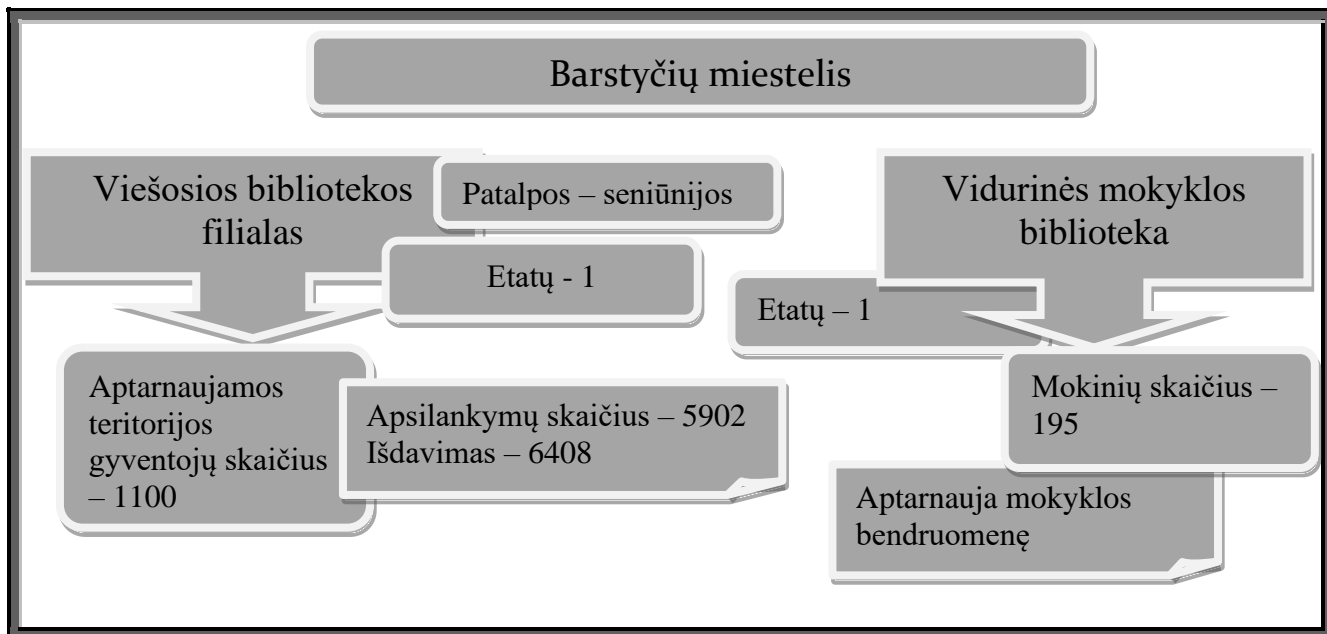 Barstyčių miestelis
Viešosios bibliotekos
filialas
Patalpos – seniūnijos
Etatų - 1
Aptarnaujamos
teritorijos
gyventojų skaičius
– 1100
Apsilankymų skaičius – 5902
Išdavimas – 6408
Vidurinės mokyklos
biblioteka
Etatų – 1
Mokinių skaičius –
195
Aptarnauja mokyklos
bendruomenę